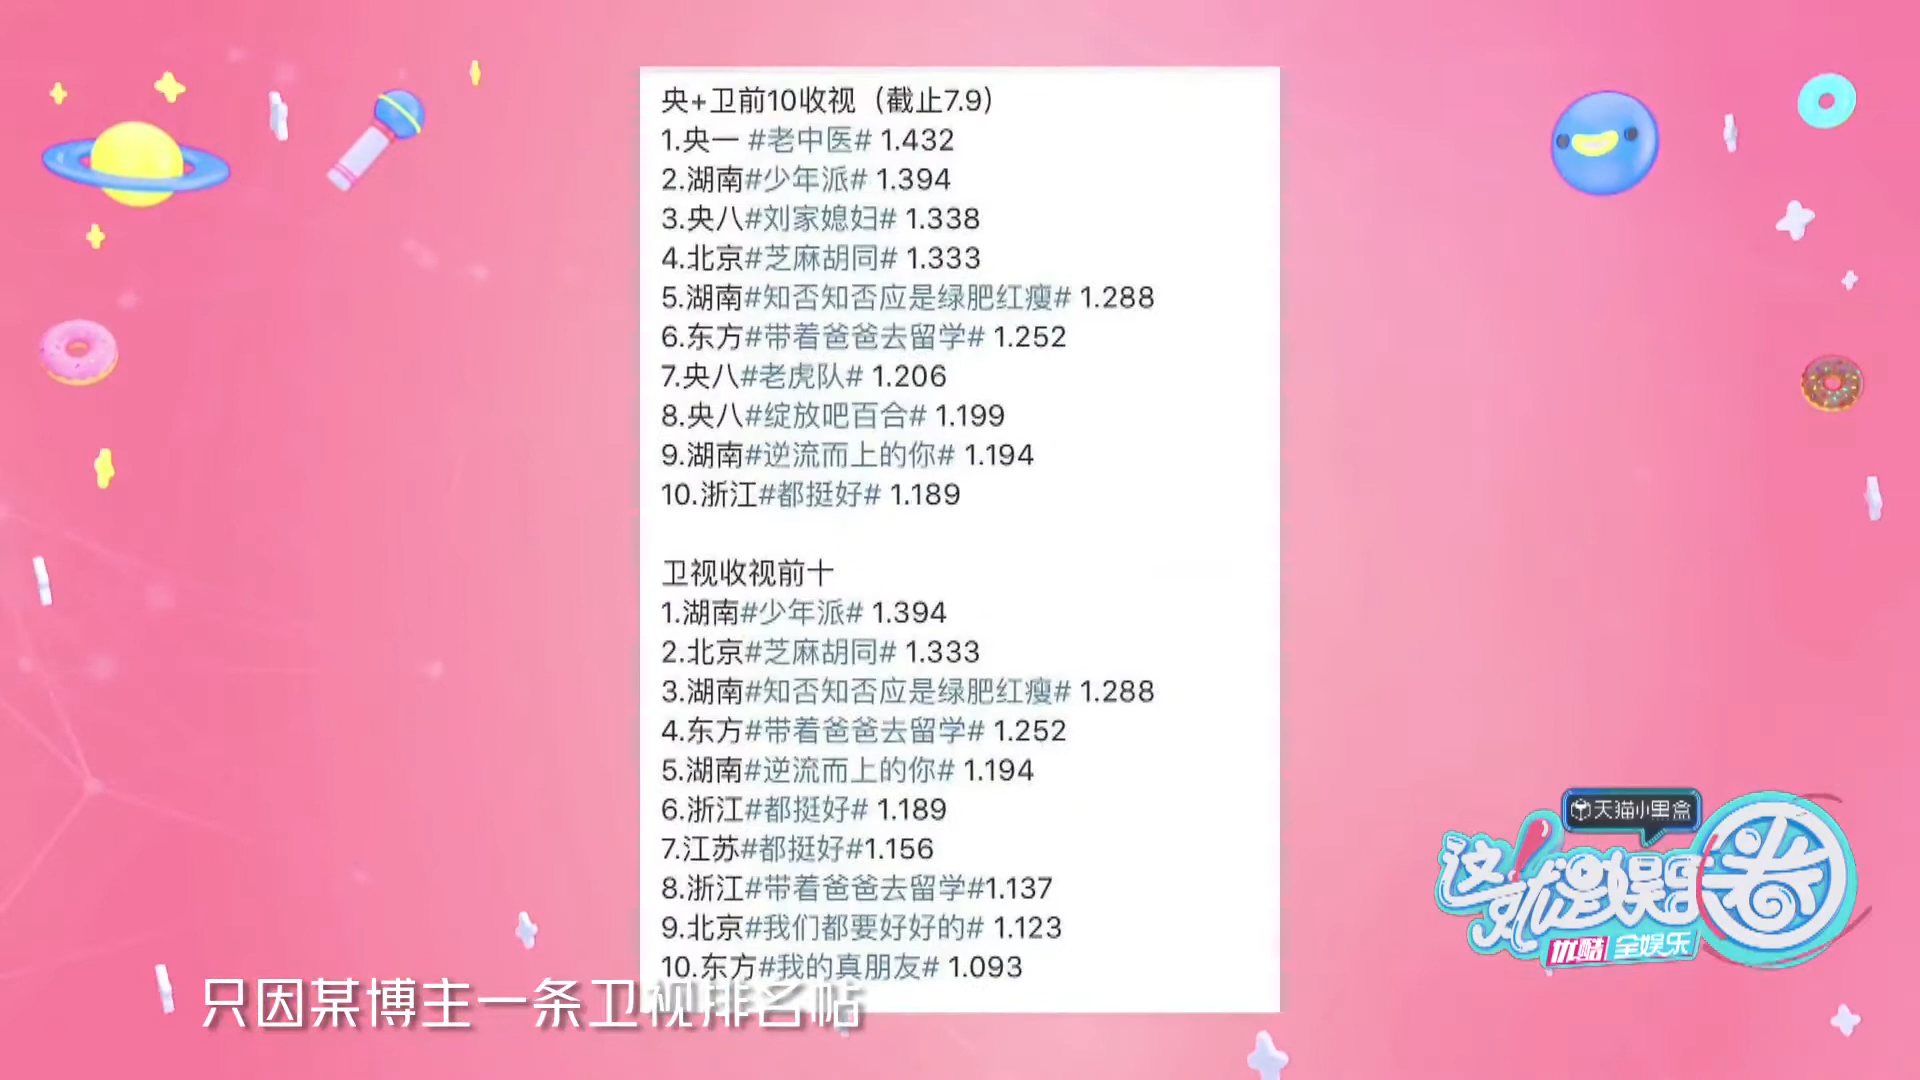 央+卫前10收视（截止7.9）
1.央一 #老中医# 1.432
2.湖南#少年派# 1.394
3.央八#刘家媳妇# 1.338
4.北京#芝麻胡同# 1.333
5.湖南#知否知否应是绿肥红瘦# 1.288
6.东方#带着爸爸去留学# 1.252
7.央八#老虎队# 1.206
8.央八#绽放吧百合# 1.199
9.湖南#逆流而上的你# 1.194
10.浙江#都挺好# 1.189
卫视收视前十
1.湖南#少年派# 1.394
2.北京#芝麻胡同# 1.333
3.湖南#知否知否应是绿肥红瘦# 1.288
4.东方#带着爸爸去留学# 1.252
5.湖南#逆流而上的你# 1.194
6.浙江#都挺好# 1.189
7.江苏#都挺好#1.156
8.浙江#带着爸爸去留学#1.137
9.北京#我们都要好好的# 1.123
10.东方#我的真朋友# 1.093
天猫小黑盒
这!就是娱乐圈
优酷 全娱乐
只因某博主一条卫视排名帖